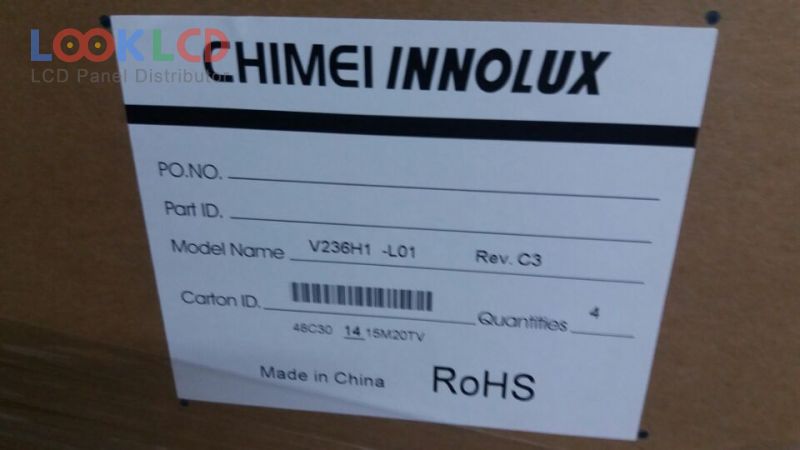 LOOKLCD
LCD Panel Distributor
CHIMEI INNOLUX
PO.NO.
Part ID.
Model Name V236H1 -L01 Rev. C3
Carton ID. Quantities 4
48C30 14 15M20TV
Made in China RoHS